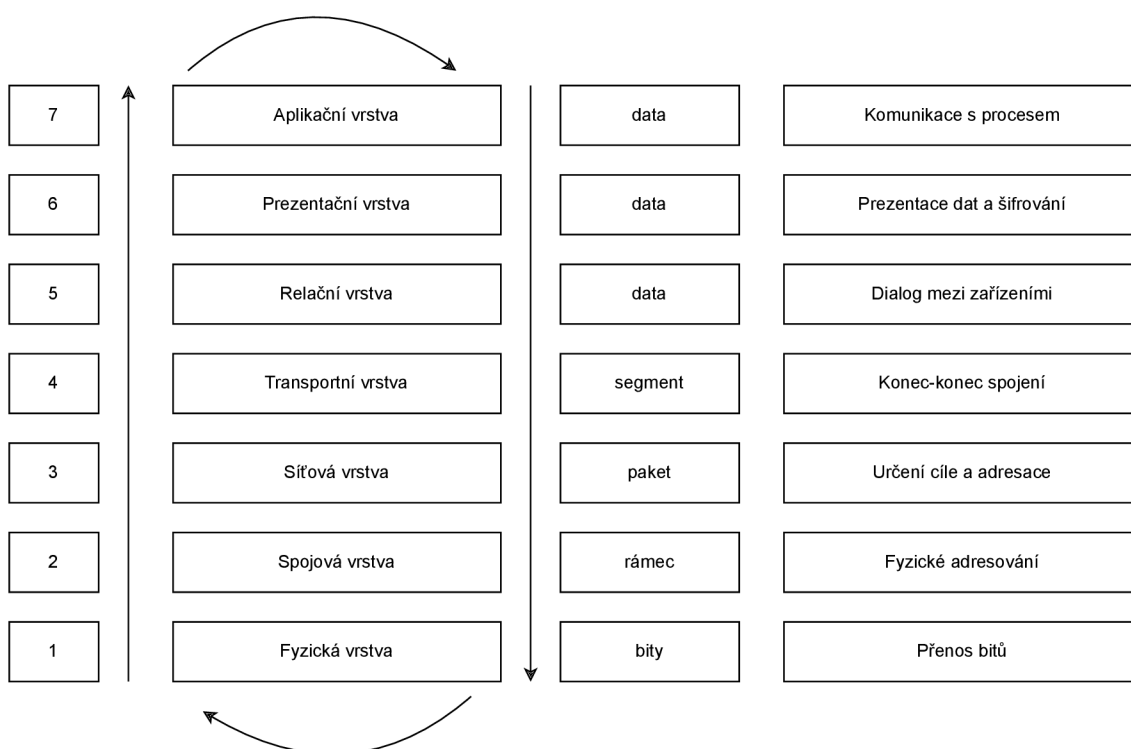 7 Aplikační vrstva data Komunikace s procesem
6 Prezentační vrstva data Prezentace dat a šifrování
5 Relační vrstva data Dialog mezi zařízeními
4 Transportní vrstva segment Konec-konec spojení
3 Síťová vrstva paket Určení cíle a adresace
2 Spojová vrstva rámec Fyzické adresování
1 Fyzická vrstva bity Přenos bitů